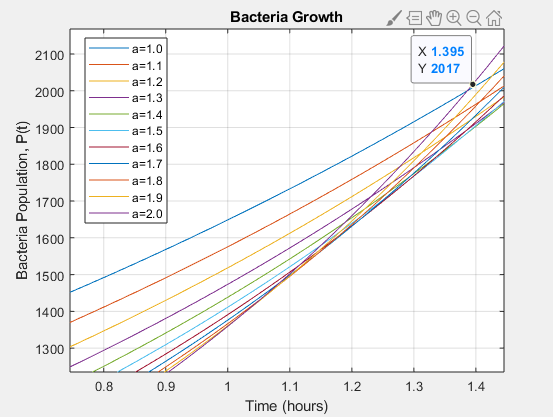 Bacteria Growth
X 1.395
Y 2017
a=1.0
a=1.1
a=1.2
a=1.3
a=1.4
a=1.5
a=1.6
a=1.7
a=1.8
a=1.9
a=2.0
Bacteria Population, P(t)
2100
2000
1900
1800
1700
1600
1500
1400
1300
0.8 0.9 1 1.1 1.2 1.3 1.4
Time (hours)